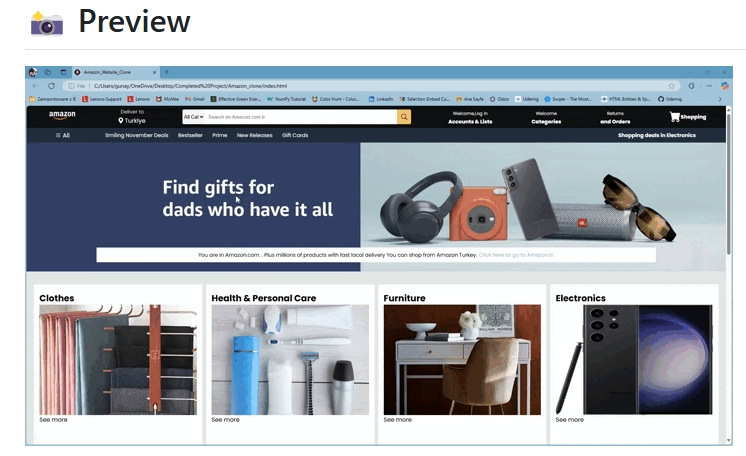 Preview
Amazon_Website_Clone
File C:/Users/gunay/OneDrive/Desktop/Completed%20Project/Amazon_clone/index.html
Lenovo Support Lenovo McAfee Gmail Effective Green Ener... NumPy Tutorial Color Hunt - Color... LinkedIn Selection Embed Co... Ana Sayfa Odoo Udemig Swiper - The Most... HTML Entities & Sp... Udemig
amazon
Deliver to
Turkiye
All Cat
Search en Amazon.com.tr
Welcome,Log in
Accounts & Lists
Welcome
Categories
Returns
and Orders
Shopping
All Smiling November Deals Bestseller Prime New Releases Gift Cards Shopping deals in Electronics
Find gifts for
dads who have it all
JBL
You are in Amazon.com. . Plus millions of products with fast local delivery You can shop from Amazon Turkey. Click here to go to Amazon.tr
Clothes Health & Personal Care Furniture Electronics
WILLIAM MORRIS
See more See more See more See more